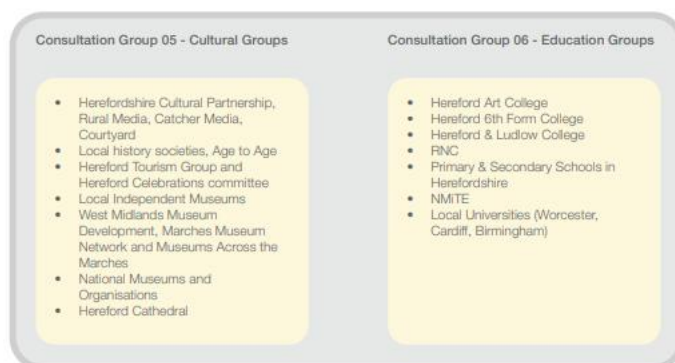 Consultation Group 05 - Cultural Groups
• Herefordshire Cultural Partnership,
Rural Media, Catcher Media,
Courtyard
• Local history societies, Age to Age
• Hereford Tourism Group and
Hereford Celebrations committee
• Local Independent Museums
• West Midlands Museum
Development, Marches Museum
Network and Museums Across the
Marches
• National Museums and
Organisations
• Hereford Cathedral
Consultation Group 06 - Education Groups
• Hereford Art College
• Hereford 6th Form College
• Hereford & Ludlow College
• RNC
• Primary & Secondary Schools in
Herefordshire
• NMiTE
• Local Universities (Worcester,
Cardiff, Birmingham)